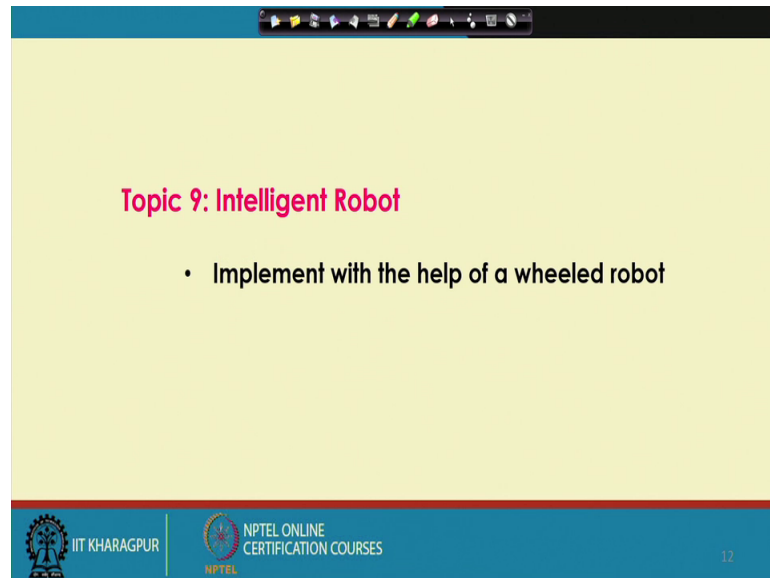 Topic 9: Intelligent Robot
• Implement with the help of a wheeled robot
IIT KHARAGPUR
NPTEL
NPTEL ONLINE
CERTIFICATION COURSES
12